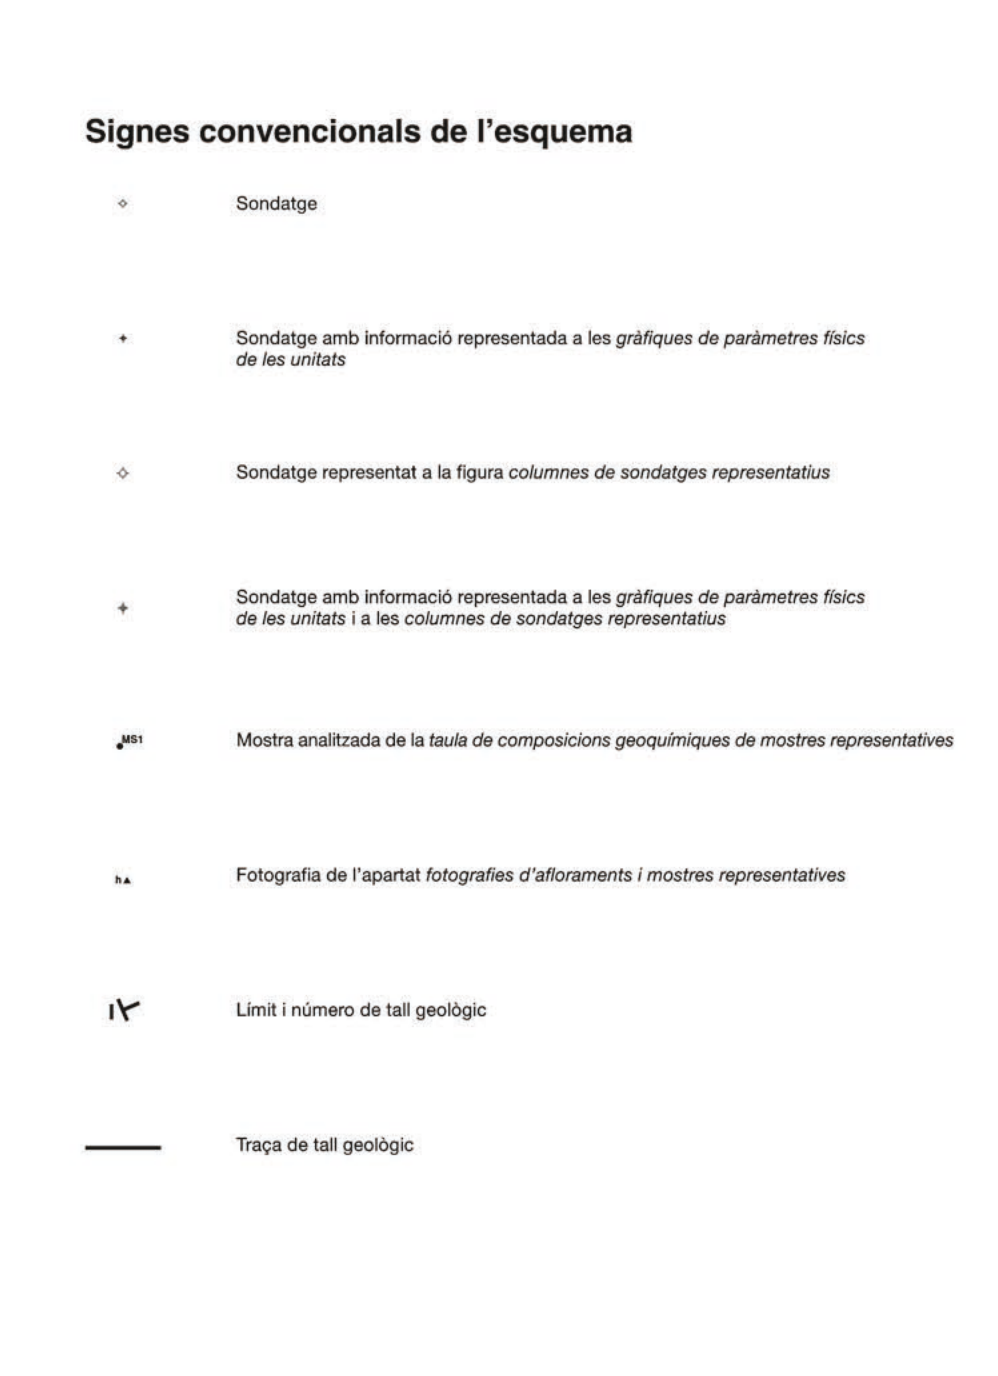 Signes convencionals de l’esquema
Sondatge
Sondatge amb informació representada a les gràfiques de paràmetres físics
de les unitats
Sondatge representat a la figura columnes de sondatges representatius
Sondatge amb informació representada a les gràfiques de paràmetres físics
de les unitats i a les columnes de sondatges representatius
MS1
Mostra analitzada de la taula de composicions geoquímiques de mostres representatives
h
Fotografia de l’apartat fotografies d’afloraments i mostres representatives
I
Límit i número de tall geològic
Traça de tall geològic